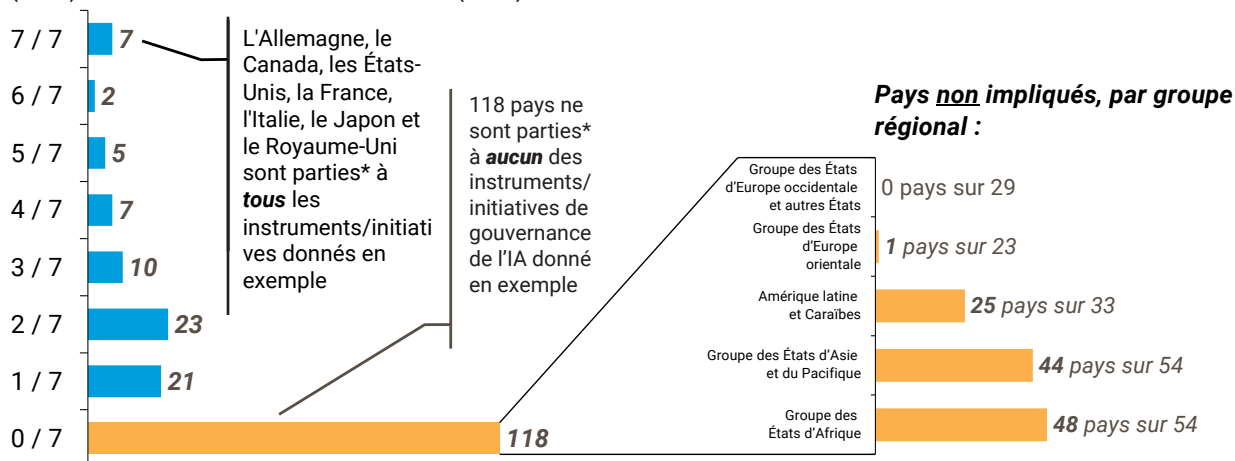 7 / 7
7
6 / 7
2
5 / 7
5
4 / 7
7
3 / 7
10
2 / 7
23
1 / 7
21
0 / 7
118
L'Allemagne, le
Canada, les États-
Unis, la France,
l'Italie, le Japon et
le Royaume-Uni
sont parties* à
tous les
instruments/initiati
ves donnés en
exemple
118 pays ne
sont parties*
à aucun des
instruments/
initiatives de
gouvernance
de l'IA donné
en exemple
Pays non impliqués, par groupe
régional :
Groupe des États
d'Europe occidentale
et autres États
0 pays sur 29
Groupe des États
d'Europe
orientale
1 pays sur 23
Amérique latine
et Caraïbes
25 pays sur 33
Groupe des États d'Asie
et du Pacifique
44 pays sur 54
Groupe des
États d'Afrique
48 pays sur 54